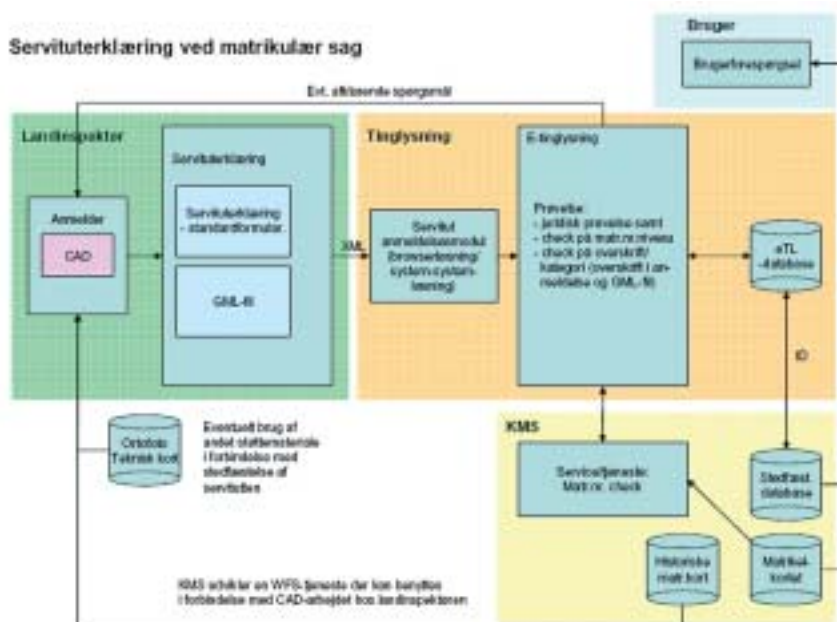 Servituterklæring ved matrikulær sag
Bruger
Brugerforespørgsel
Evt. afklarende spørgsmål
Landinspektør
Anmelder
CAD
Servituterklæring
Servituterklæring
- standardformular.
GML-fil
XML
Tinglysning
Servitut
anmeldelsesmodul
(browserløsning/
system-system-
løsning)
E-tinglysning
Prøvelse:
- juridisk prøvelse samt
- check på matr.nr.niveau
- check på overskrift/
kategori (overskrift i an-
meldelse og GML-fil)
eTL
-database
ID
Ortofoto
Teknisk kort
Eventuelt brug af
andet støttemateriale
i forbindelse med
stedfæstelse af
servitutten
KMS
Servicetjeneste:
Matr.nr. check
Stedfæst.
database
Historiske
matr.kort
Matrikel-
kortet
KMS udvikler en WFS-tjeneste der kan benyttes
i forbindelse med CAD-arbejdet hos landinspektøren